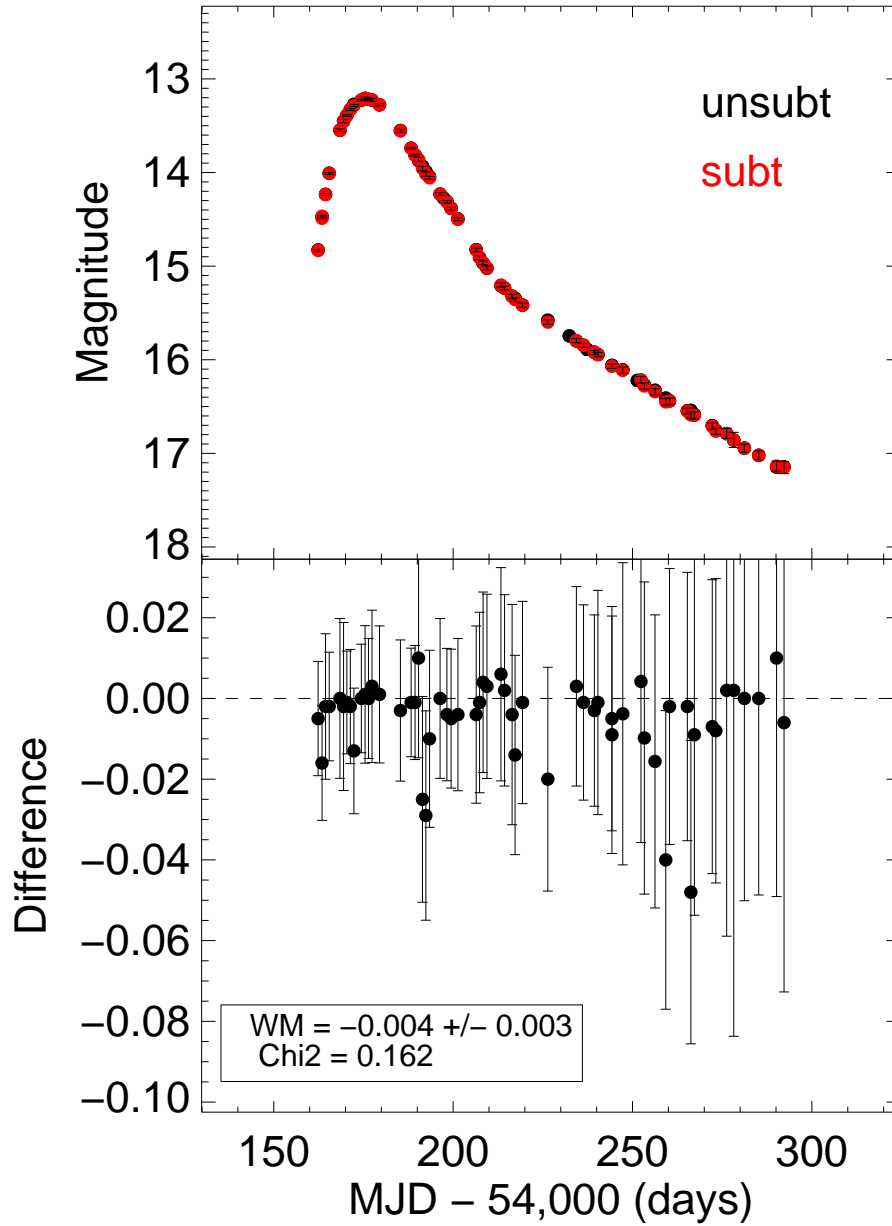 13
14
15
16
17
18
Magnitude
unsubt
subt
0.02
0.00
−0.02
−0.04
−0.06
−0.08
−0.10
Difference
WM = −0.004 +/− 0.003
Chi2 = 0.162
150 200 250 300
MJD − 54,000 (days)